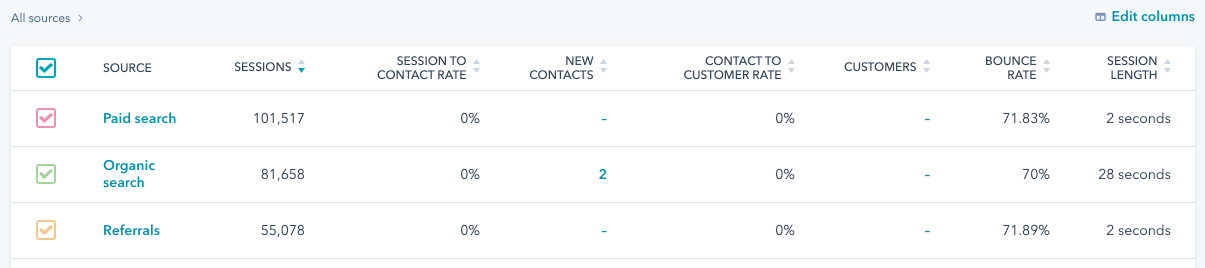 All sources >
Edit columns
SOURCE
SESSIONS
SESSION TO
CONTACT RATE
NEW
CONTACTS
CONTACT TO
CUSTOMER RATE
CUSTOMERS
BOUNCE
RATE
SESSION
LENGTH
Paid search 101,517 0% – 0% – 71.83% 2 seconds
Organic
search 81,658 0% 2 0% – 70% 28 seconds
Referrals 55,078 0% – 0% – 71.89% 2 seconds